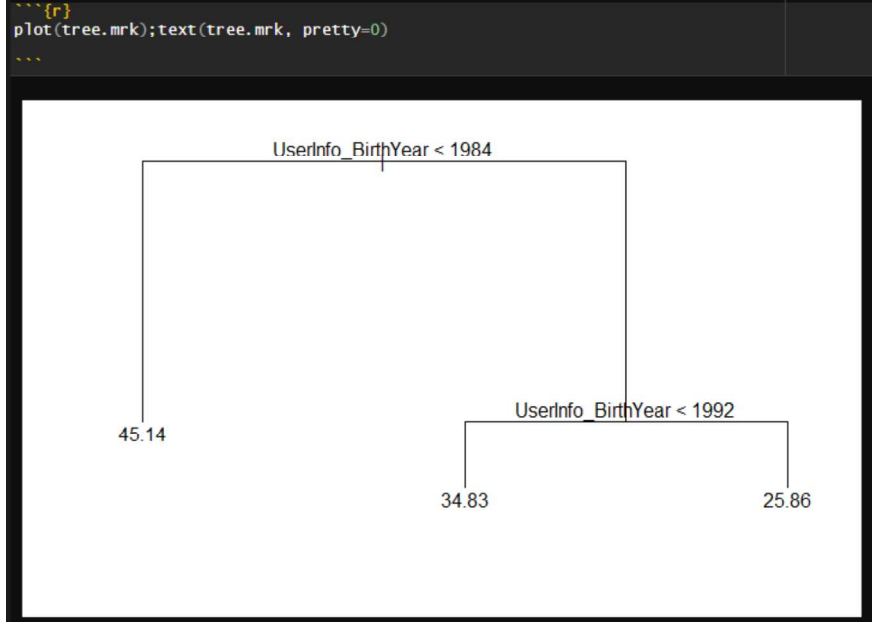 ```{r}
plot(tree.mrk);text(tree.mrk, pretty=0)
```
UserInfo_BirthYear < 1984
UserInfo_BirthYear < 1992
45.14
34.83
25.86